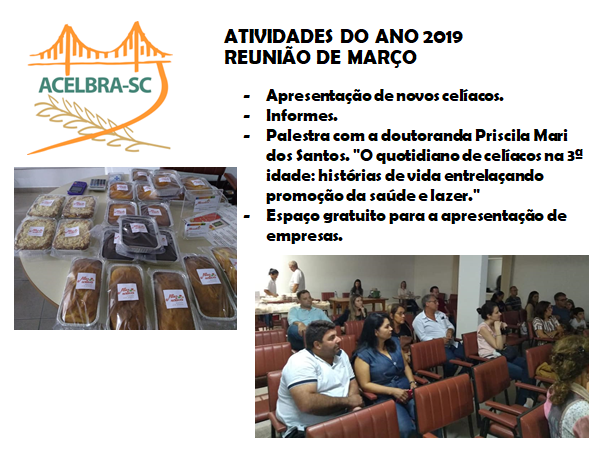 ACELBRA-SC
ATIVIDADES DO ANO 2019
REUNIÃO DE MARÇO
- Apresentação de novos celíacos.
- Informes.
- Palestra com a doutoranda Priscila Mari
dos Santos. "O quotidiano de celíacos na 3ª
idade: histórias de vida entrelaçando
promoção da saúde e lazer."
- Espaço gratuito para a apresentação de
empresas.